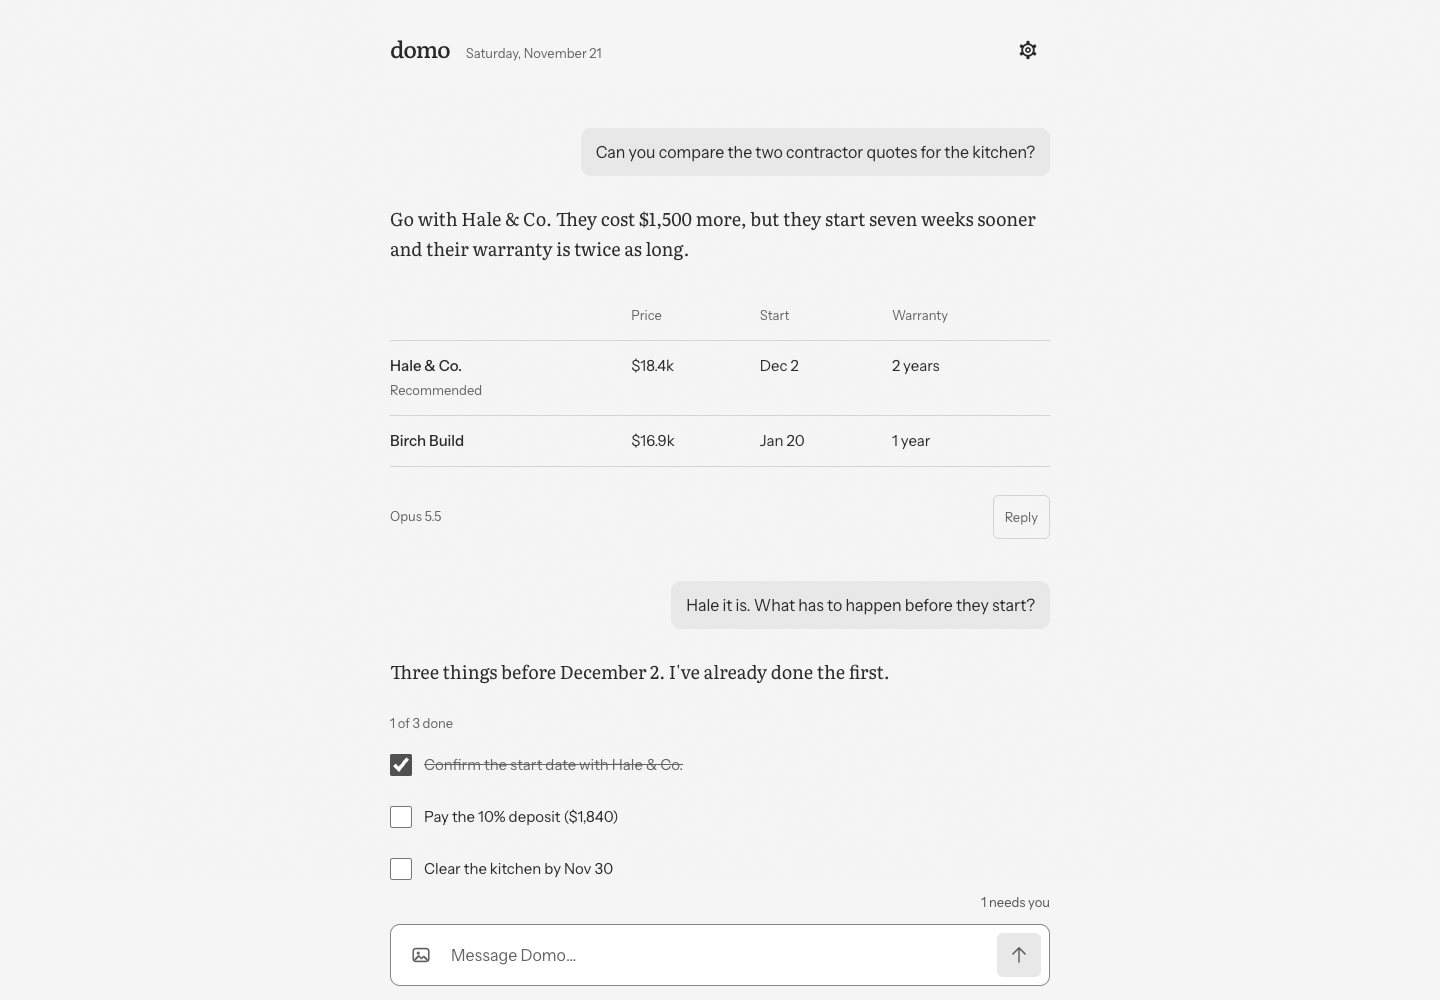 domo Saturday, November 21
Can you compare the two contractor quotes for the kitchen?
Go with Hale & Co. They cost $1,500 more, but they start seven weeks sooner
and their warranty is twice as long.
Price Start Warranty
Hale & Co. $18.4k Dec 2 2 years
Recommended
Birch Build $16.9k Jan 20 1 year
Opus 5.5 Reply
Hale it is. What has to happen before they start?
Three things before December 2. I've already done the first.
1 of 3 done
Confirm the start date with Hale & Co.
Pay the 10% deposit ($1,840)
Clear the kitchen by Nov 30
1 needs you
Message Domo...